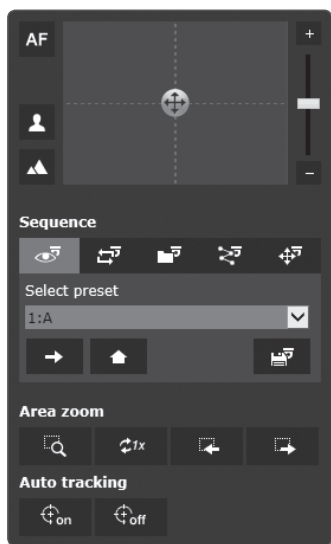 AF
+
−
Sequence
Select preset
1:A
Area zoom
1x
Auto tracking
on
off